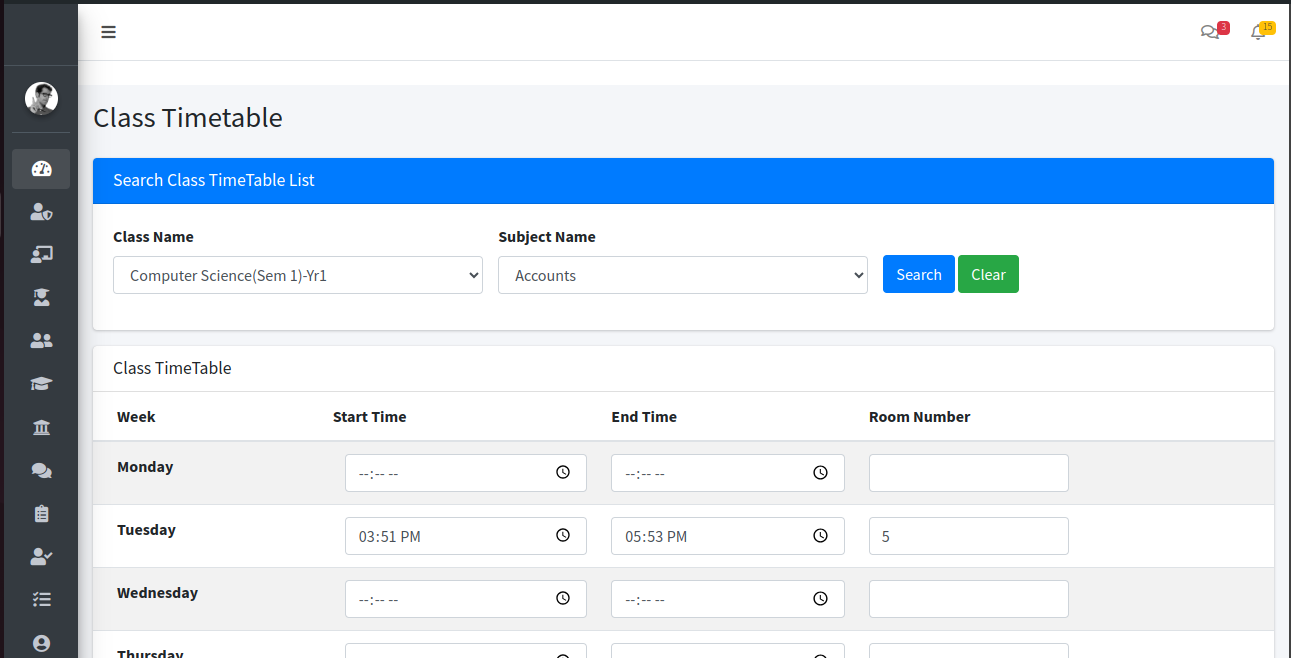 3 15
Class Timetable
Search Class TimeTable List
Class Name Subject Name
Computer Science(Sem 1)-Yr1 Accounts Search Clear
Class TimeTable
Week Start Time End Time Room Number
Monday --:-- -- --:-- --
Tuesday 03:51 PM 05:53 PM 5
Wednesday --:-- -- --:-- --
Thursday